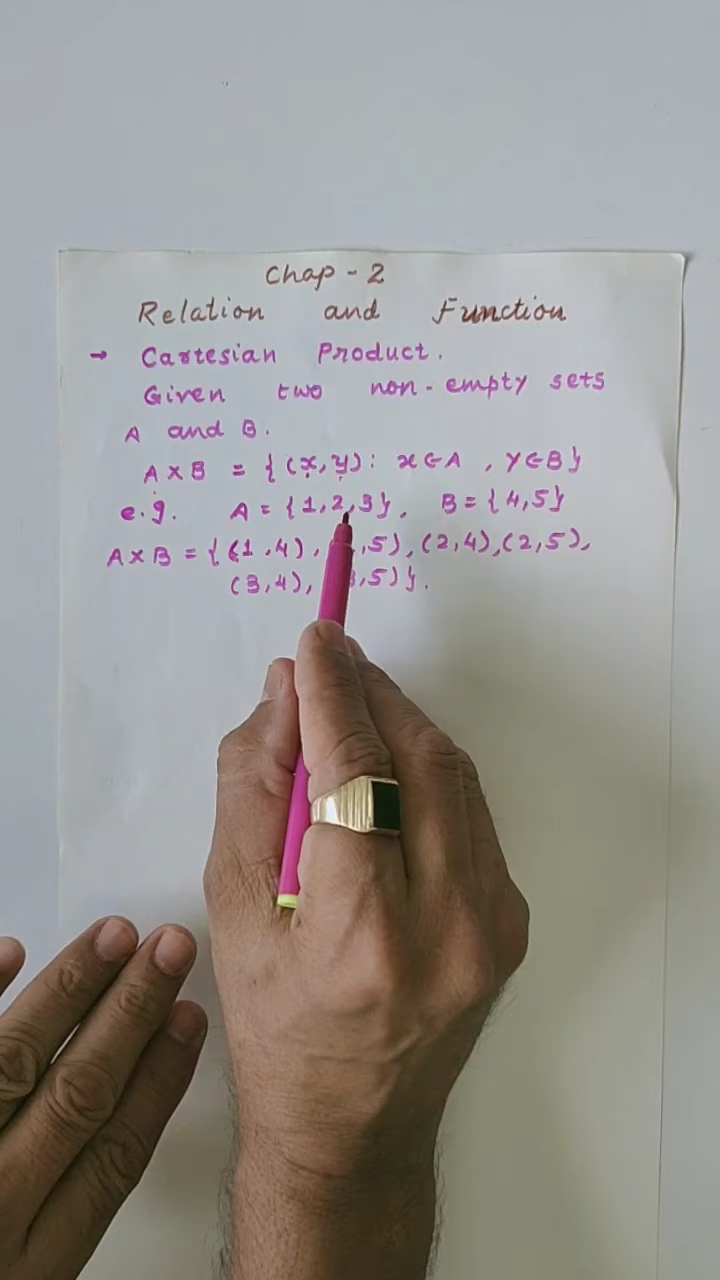 Chap - 2
Relation and Function
→ Cartesian Product.
Given two non-empty sets
A and B.
A × B = { (x, y) : x ∈ A , y ∈ B }
e.g. A = {1, 2, 3}, B = {4, 5}
A × B = { (1, 4), , 5), (2, 4), (2, 5),
(3, 4), , 5) }.